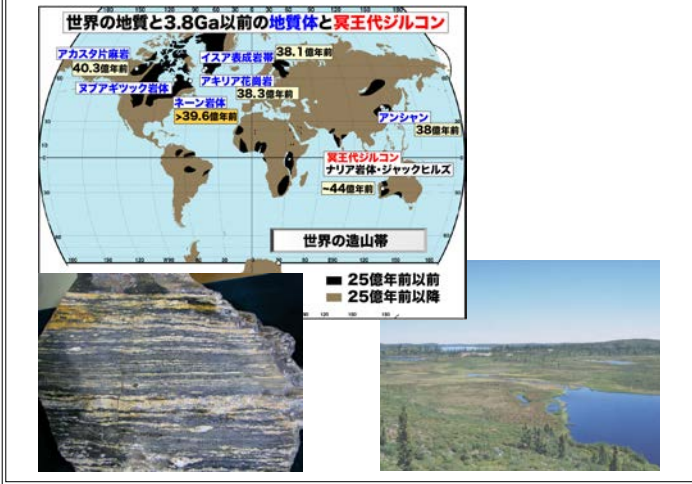 世界の地質と3.8Ga以前の地質体と冥王代ジルコン
アカスタ片麻岩
40.3億年前
イスア表成岩帯
38.1億年前
ヌブアギツック岩体
アキリア花崗岩
38.3億年前
ネーン岩体
>39.6億年前
アンシャン
38億年前
冥王代ジルコン
ナリア岩体・ジャックヒルズ
~44億年前
世界の造山帯
25億年前以前
25億年前以降